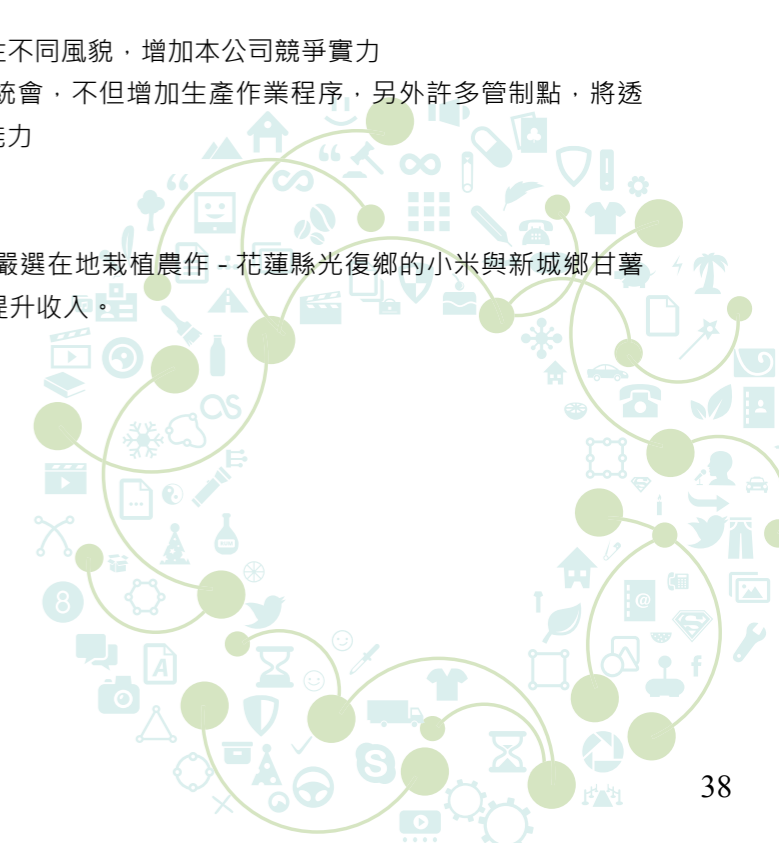 不同風貌，增加本公司競爭實力
統會，不但增加生產作業程序，另外許多管制點，將透
力
嚴選在地栽植農作－花蓮縣光復鄉的小米與新城鄉甘薯
提升收入。
38